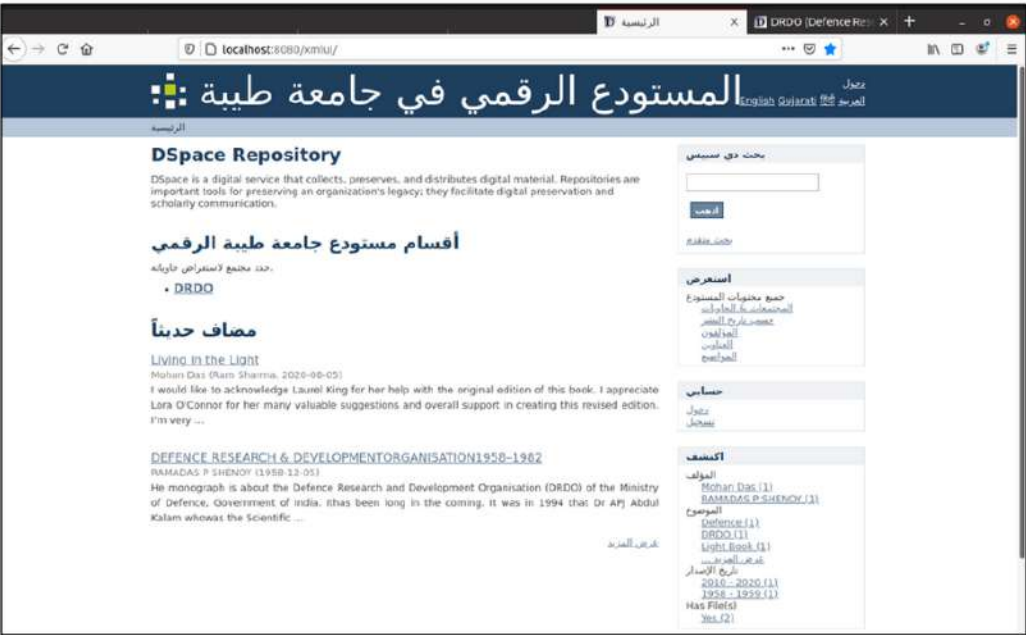 الرئيسية
DRDO (Defence Res
localhost:8080/xmlui/
المستودع الرقمي في جامعة طيبة
دخول
English Gujarati हिंदी العربية
الرئيسية
DSpace Repository
DSpace is a digital service that collects, preserves, and distributes digital material. Repositories are
important tools for preserving an organization's legacy; they facilitate digital preservation and
scholarly communication.
أقسام مستودع جامعة طيبة الرقمي
حدد مجتمع لاستعراض حاوياته.
• DRDO
مضاف حديثاً
Living in the Light
Mohan Das (Ram Sharma, 2020-08-05)
I would like to acknowledge Laurel King for her help with the original edition of this book. I appreciate
Lora O'Connor for her many valuable suggestions and overall support in creating this revised edition.
I'm very ...
DEFENCE RESEARCH & DEVELOPMENTORGANISATION1958–1982
RAMADAS P SHENOY (1958-12-05)
He monograph is about the Defence Research and Development Organisation (DRDO) of the Ministry
of Defence, Government of India. Ithas been long in the coming. It was in 1994 that Dr APJ Abdul
Kalam whowas the Scientific ...
عرض المزيد
بحث دي سبيس
اذهب
بحث متقدم
استعرض
جميع محتويات المستودع
المجتمعات & الحاويات
حسب تاريخ النشر
المؤلفون
العناوين
المواضيع
حسابي
دخول
تسجيل
اكتشف
المؤلف
Mohan Das (1)
RAMADAS P SHENOY (1)
الموضوع
Defence (1)
DRDO (1)
Light Book (1)
عرض المزيد ...
تاريخ الإصدار
2010 - 2020 (1)
1958 - 1959 (1)
Has File(s)
Yes (2)